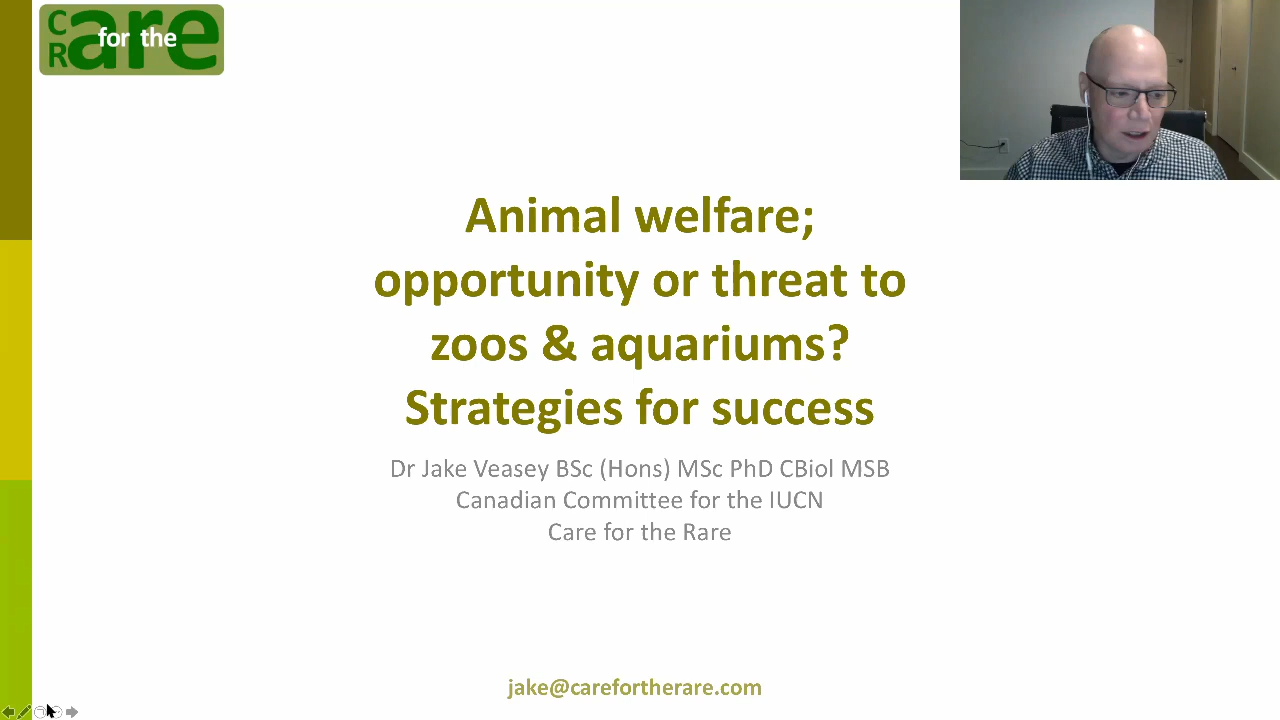 C are for the
R
Animal welfare;
opportunity or threat to
zoos & aquariums?
Strategies for success
Dr Jake Veasey BSc (Hons) MSc PhD CBiol MSB
Canadian Committee for the IUCN
Care for the Rare
jake@carefortherare.com